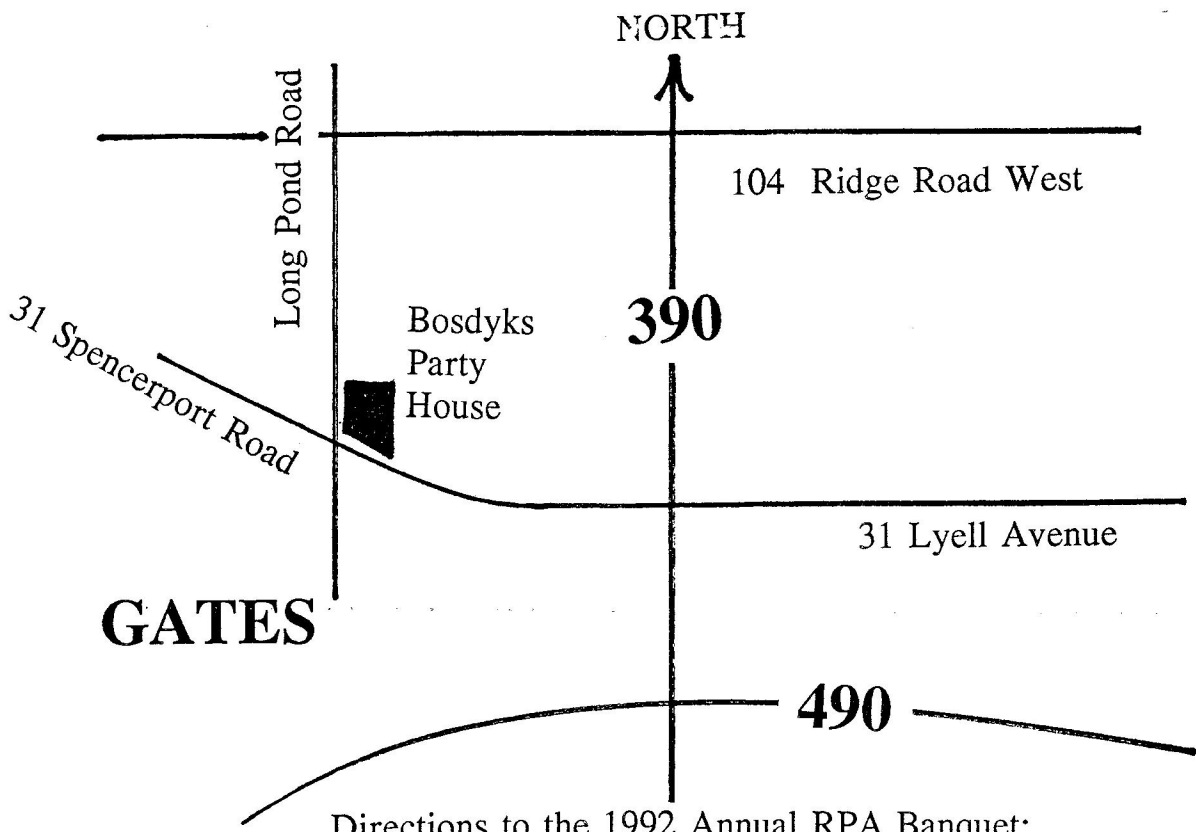 NORTH
Long Pond Road
104 Ridge Road West
31 Spencerport Road
Bosdyks
Party
House
390
31 Lyell Avenue
GATES
490
Directions to the 1992 Annual RPA Banquet: